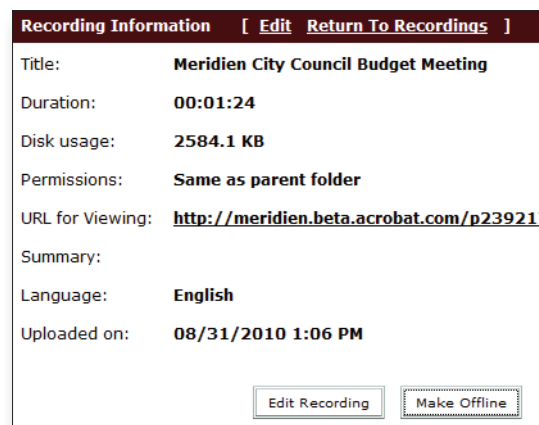 Recording Information [ Edit Return To Recordings ]
Title: Meridien City Council Budget Meeting
Duration: 00:01:24
Disk usage: 2584.1 KB
Permissions: Same as parent folder
URL for Viewing: http://meridien.beta.acrobat.com/p23921
Summary:
Language: English
Uploaded on: 08/31/2010 1:06 PM
Edit Recording Make Offline